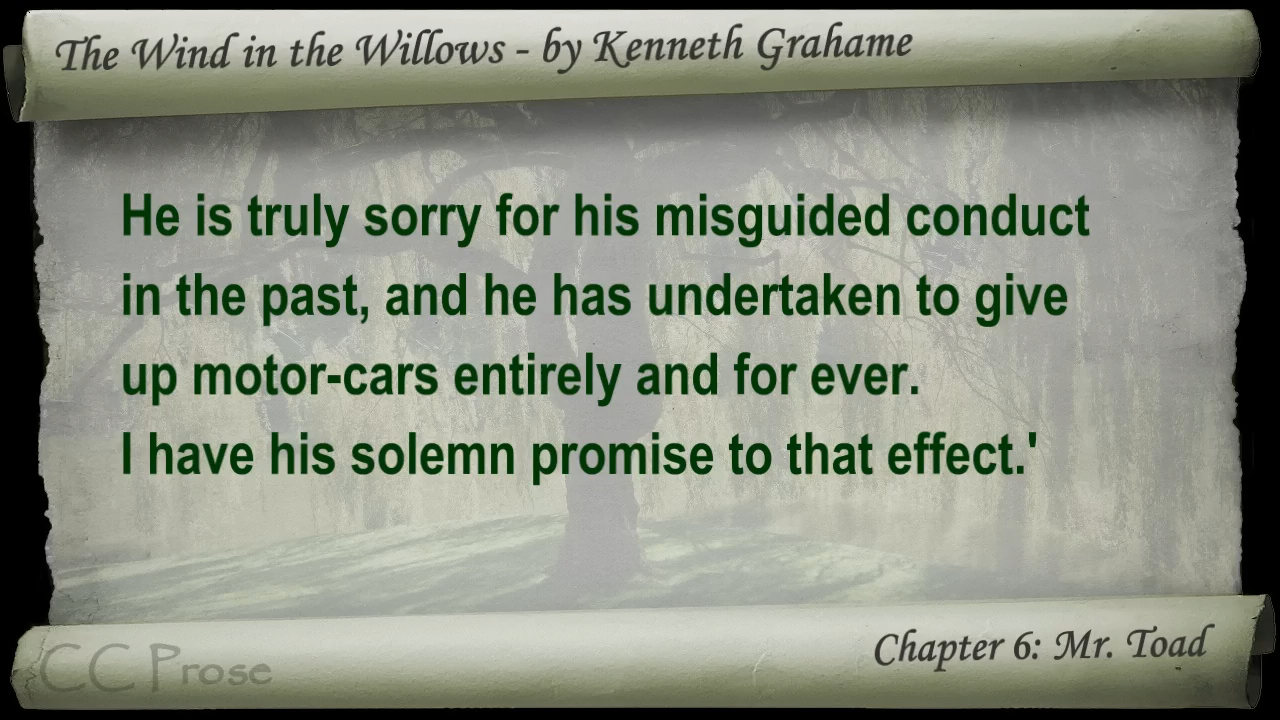 The Wind in the Willows - by Kenneth Grahame
He is truly sorry for his misguided conduct
in the past, and he has undertaken to give
up motor-cars entirely and for ever.
I have his solemn promise to that effect.'
CC Prose
Chapter 6: Mr. Toad